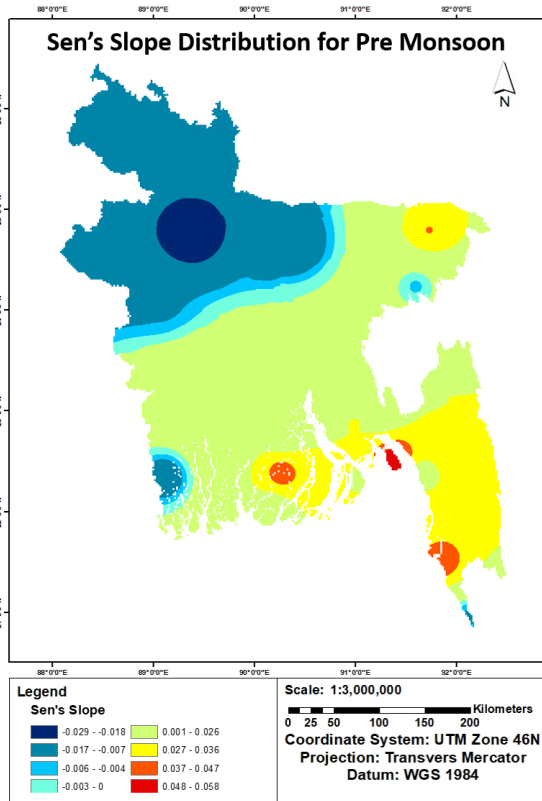 88°0'0"E 89°0'0"E 90°0'0"E 91°0'0"E 92°0'0"E
Sen's Slope Distribution for Pre Monsoon
N
88°0'0"E 89°0'0"E 90°0'0"E 91°0'0"E 92°0'0"E
Legend
Sen's Slope
-0.029 - -0.018
-0.017 - -0.007
-0.006 - -0.004
-0.003 - 0
0.001 - 0.026
0.027 - 0.036
0.037 - 0.047
0.048 - 0.058
Scale: 1:3,000,000
Kilometers
0 25 50 100 150 200
Coordinate System: UTM Zone 46N
Projection: Transvers Mercator
Datum: WGS 1984